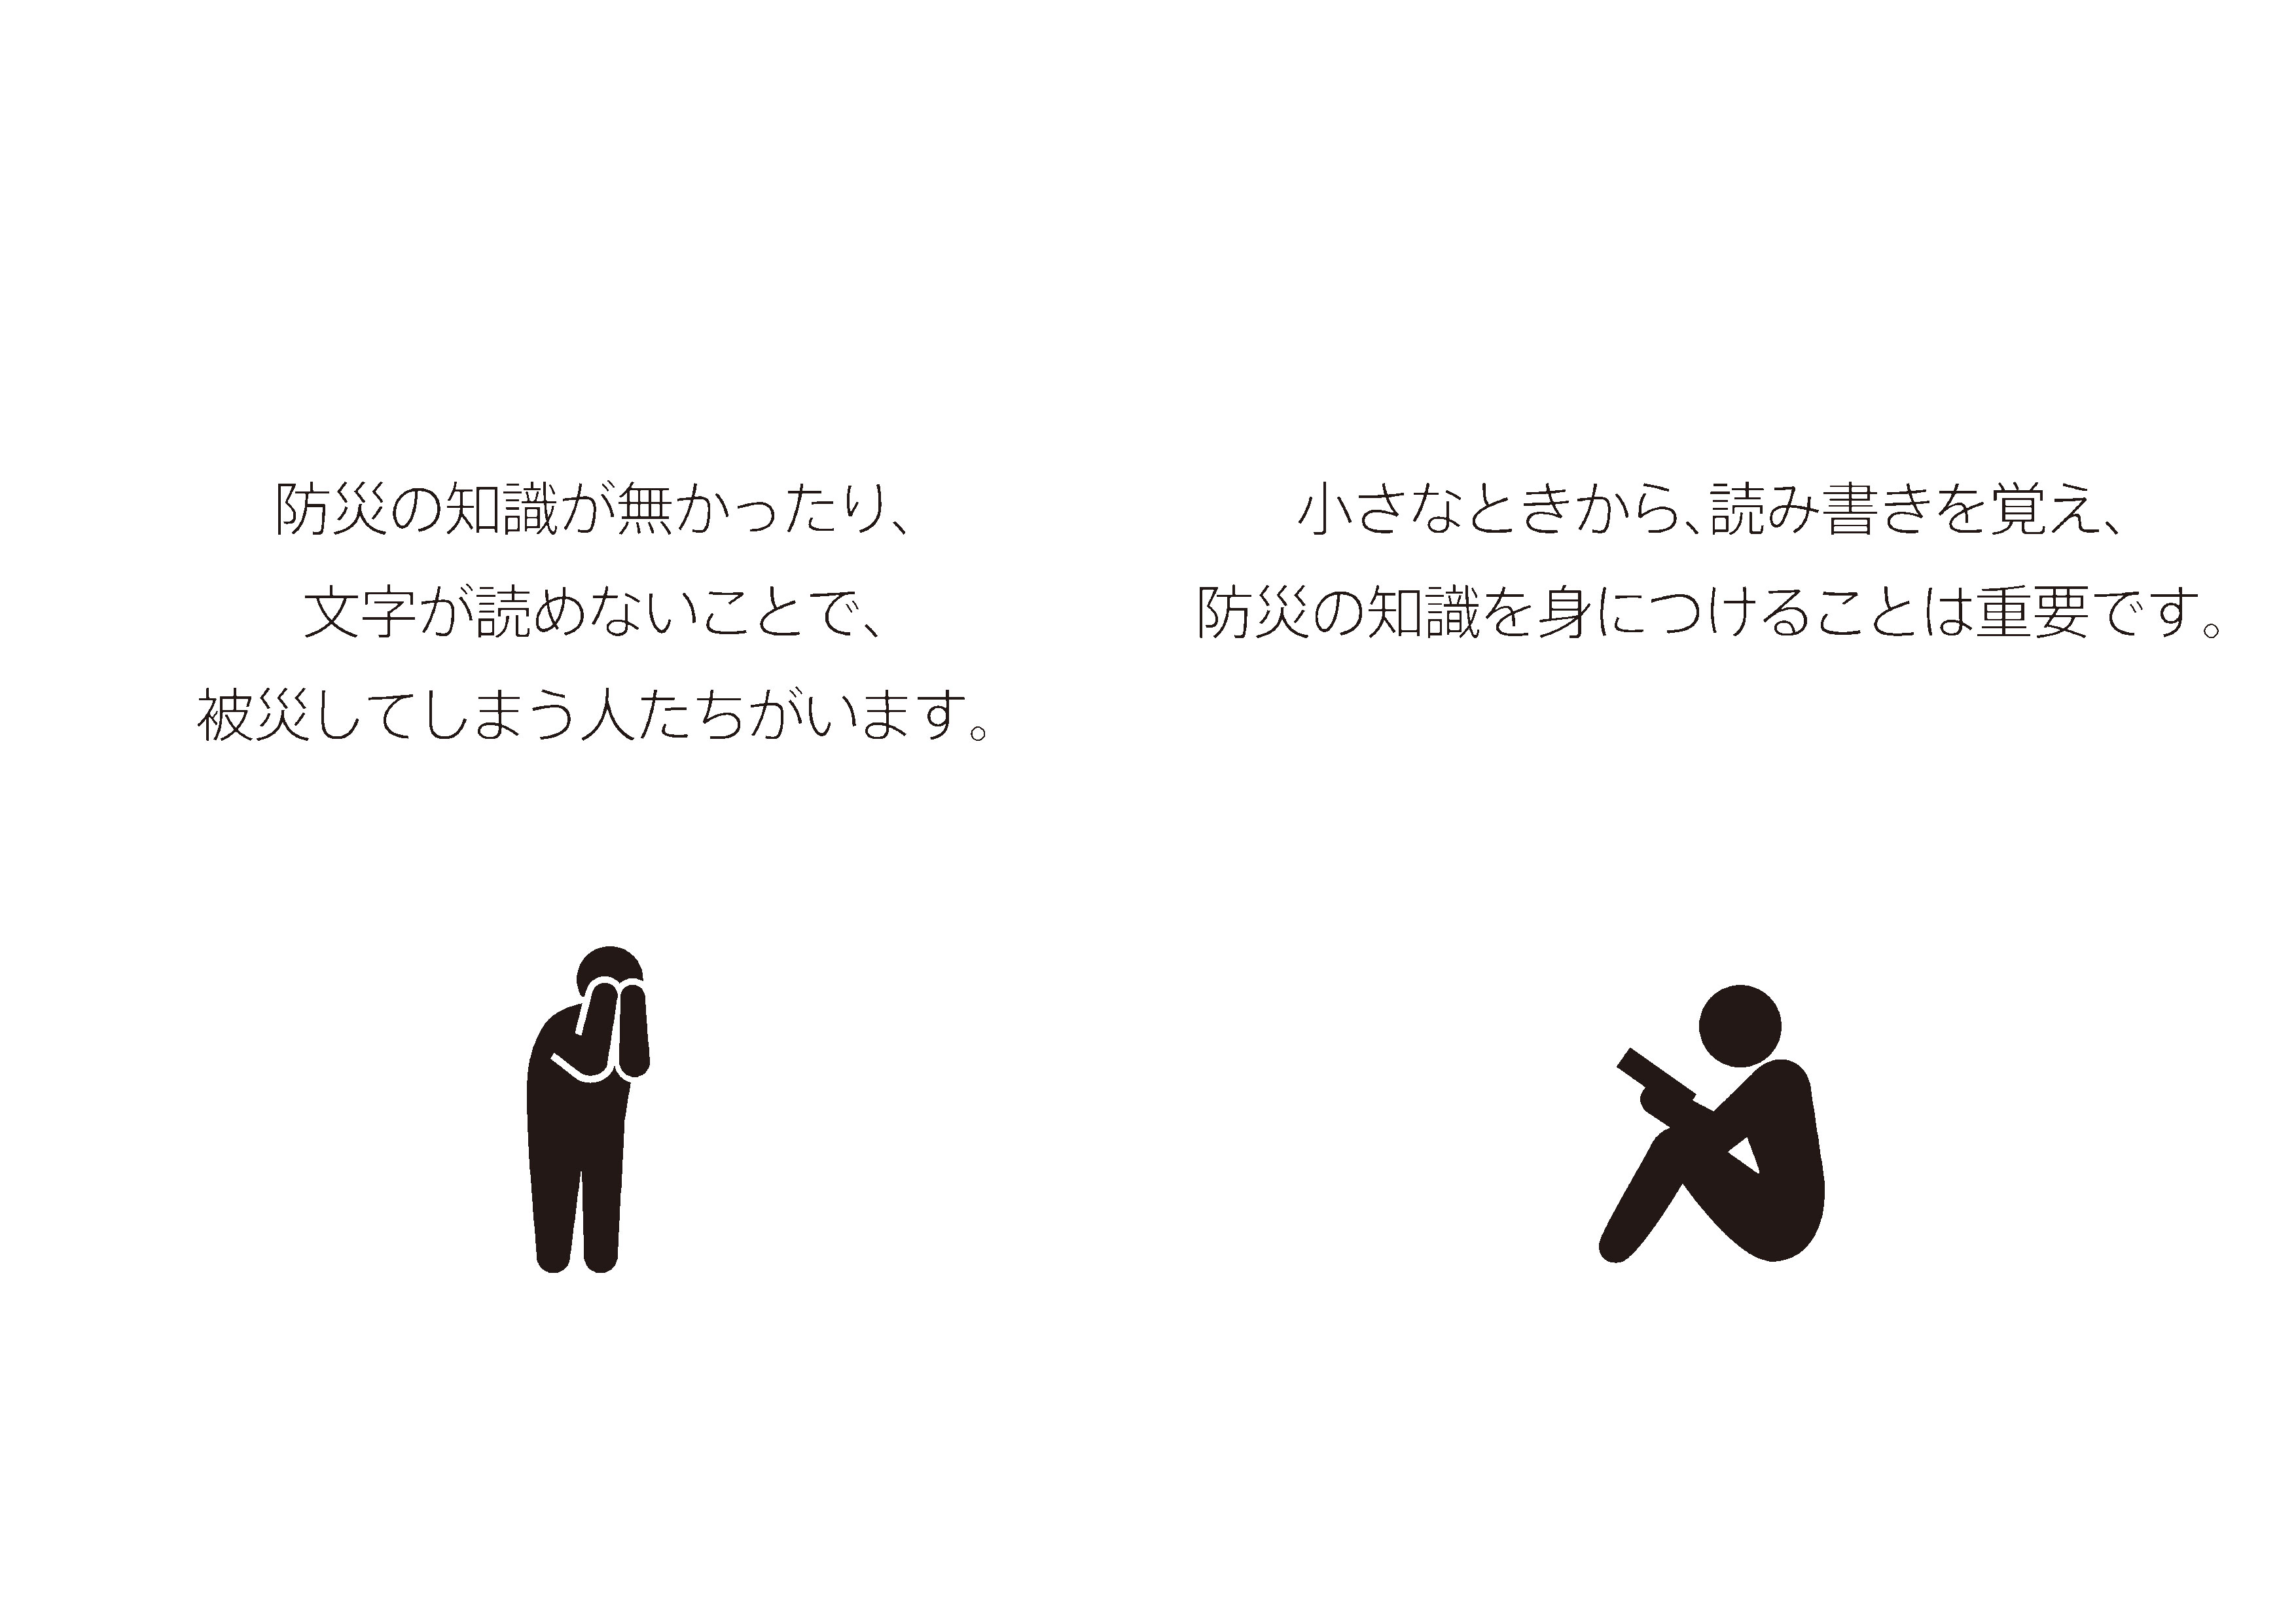 防災の知識が無かったり、
文字が読めないことで、
被災してしまう人たちがいます。
小さなときから、読み書きを覚え、
防災の知識を身につけることは重要です。